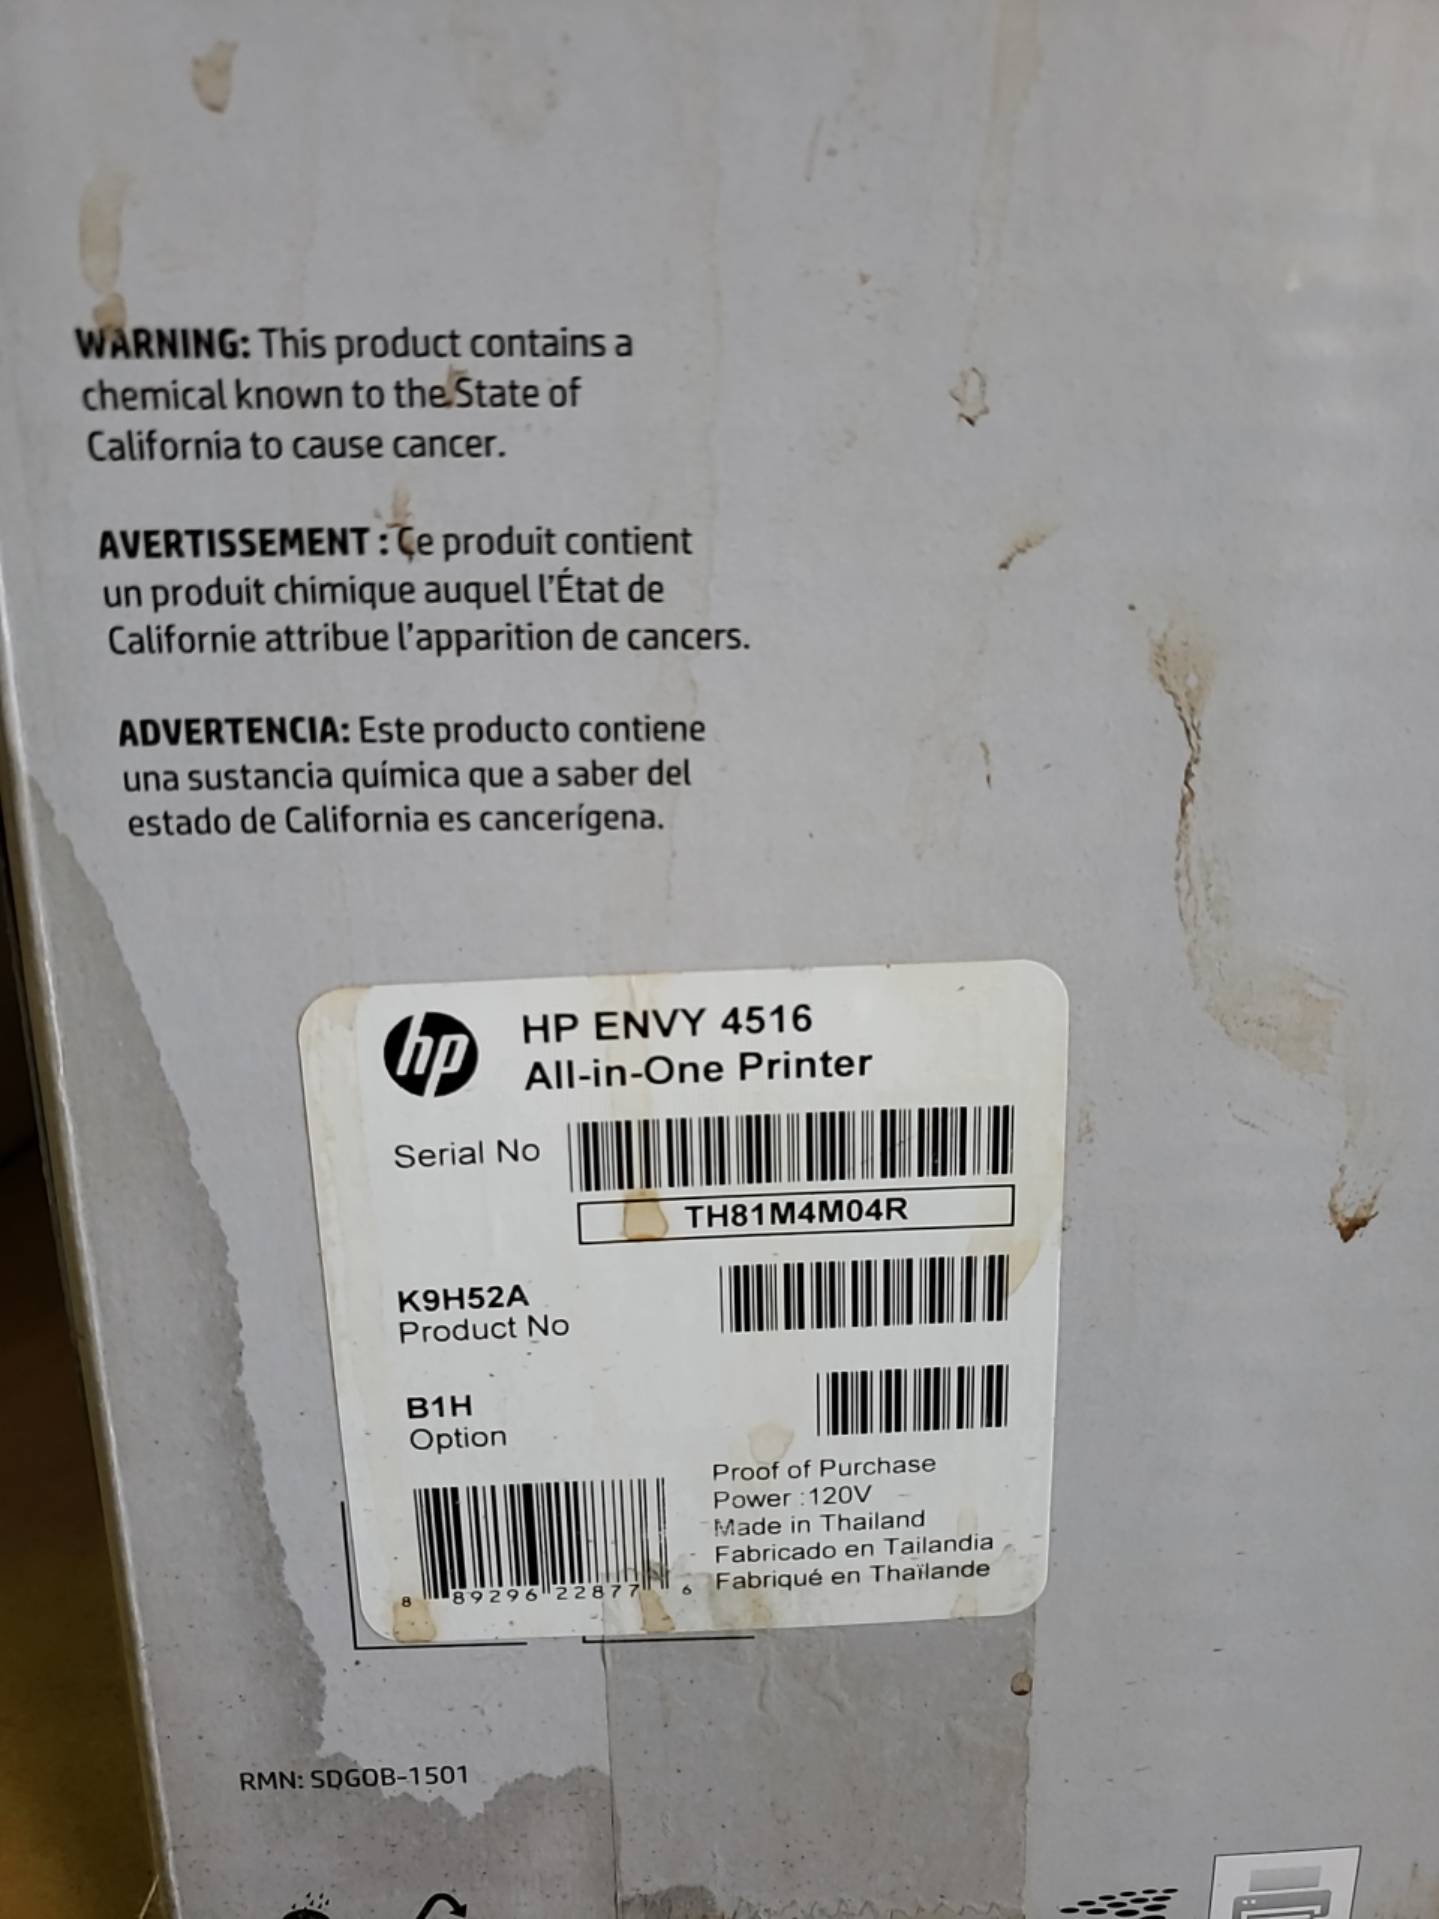 WARNING: This product contains a
chemical known to the State of
California to cause cancer.
AVERTISSEMENT : Ce produit contient
un produit chimique auquel l'État de
Californie attribue l'apparition de cancers.
ADVERTENCIA: Este producto contiene
una sustancia química que a saber del
estado de California es cancerígena.
hp
HP ENVY 4516
All-in-One Printer
Serial No
TH81M4M04R
K9H52A
Product No
B1H
Option
Proof of Purchase
Power :120V
Made in Thailand
Fabricado en Tailandia
Fabriqué en Thaïlande
8 89296 22877 6
RMN: SDGOB-1501